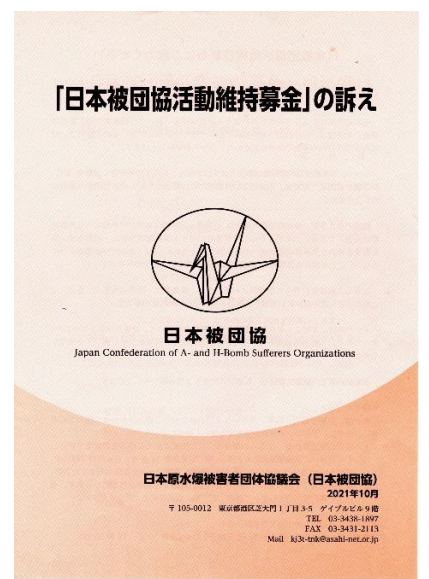 「日本被団協活動維持募金」の訴え
日本被団協
Japan Confederation of A- and H-Bomb Sufferers Organizations
日本原水爆被害者団体協議会（日本被団協）
2021年10月
〒105-0012 東京都港区芝大門1丁目3-5 ゲイブルビル9階
TEL 03-3438-1897
FAX 03-3431-2113
Mail kj3t-tnk@asahi-net.or.jp